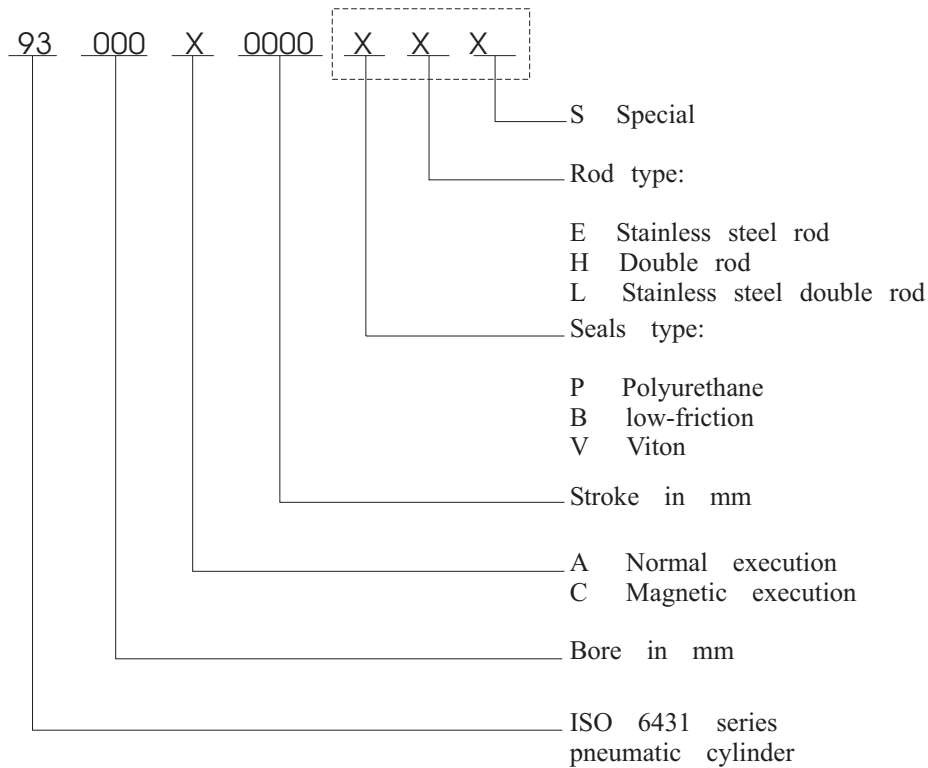 93 000 X 0000 X X X
S Special
Rod type:
E Stainless steel rod
H Double rod
L Stainless steel double rod
Seals type:
P Polyurethane
B low-friction
V Viton
Stroke in mm
A Normal execution
C Magnetic execution
Bore in mm
ISO 6431 series
pneumatic cylinder